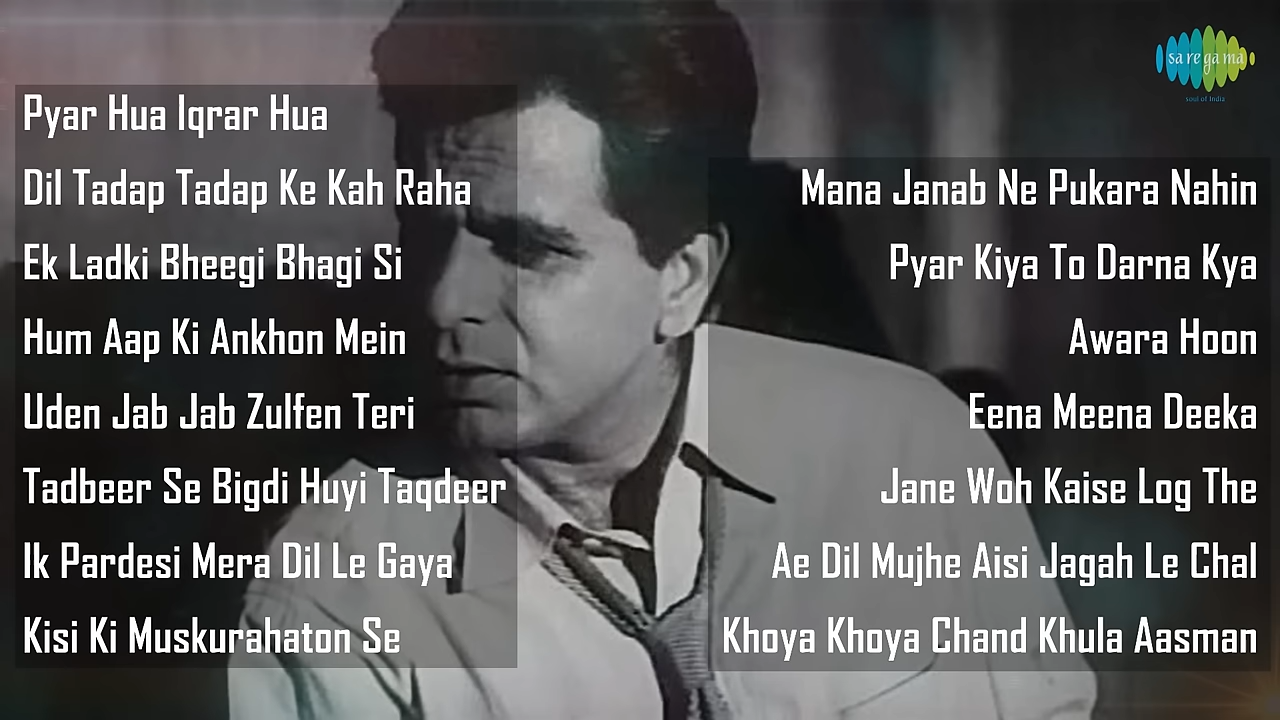 sa re ga ma
soul of India
Pyar Hua Iqrar Hua
Dil Tadap Tadap Ke Kah Raha
Ek Ladki Bheegi Bhagi Si
Hum Aap Ki Ankhon Mein
Uden Jab Jab Zulfen Teri
Tadbeer Se Bigdi Huyi Taqdeer
Ik Pardesi Mera Dil Le Gaya
Kisi Ki Muskurahaton Se
Mana Janab Ne Pukara Nahin
Pyar Kiya To Darna Kya
Awara Hoon
Eena Meena Deeka
Jane Woh Kaise Log The
Ae Dil Mujhe Aisi Jagah Le Chal
Khoya Khoya Chand Khula Aasman